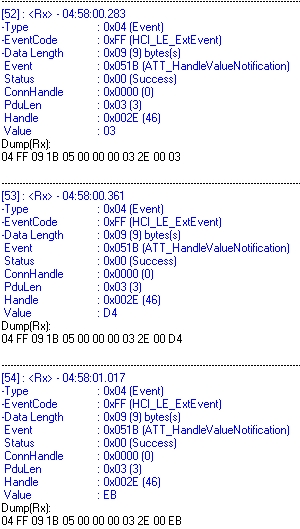 [52] : <Rx> - 04:58:00.283
-Type : 0x04 (Event)
-EventCode : 0xFF (HCI_LE_ExtEvent)
-Data Length : 0x09 (9) bytes(s)
Event : 0x051B (ATT_HandleValueNotification)
Status : 0x00 (Success)
ConnHandle : 0x0000 (0)
PduLen : 0x03 (3)
Handle : 0x002E (46)
Value : 03
Dump(Rx):
04 FF 09 1B 05 00 00 00 03 2E 00 03
[53] : <Rx> - 04:58:00.361
-Type : 0x04 (Event)
-EventCode : 0xFF (HCI_LE_ExtEvent)
-Data Length : 0x09 (9) bytes(s)
Event : 0x051B (ATT_HandleValueNotification)
Status : 0x00 (Success)
ConnHandle : 0x0000 (0)
PduLen : 0x03 (3)
Handle : 0x002E (46)
Value : D4
Dump(Rx):
04 FF 09 1B 05 00 00 00 03 2E 00 D4
[54] : <Rx> - 04:58:01.017
-Type : 0x04 (Event)
-EventCode : 0xFF (HCI_LE_ExtEvent)
-Data Length : 0x09 (9) bytes(s)
Event : 0x051B (ATT_HandleValueNotification)
Status : 0x00 (Success)
ConnHandle : 0x0000 (0)
PduLen : 0x03 (3)
Handle : 0x002E (46)
Value : EB
Dump(Rx):
04 FF 09 1B 05 00 00 00 03 2E 00 EB